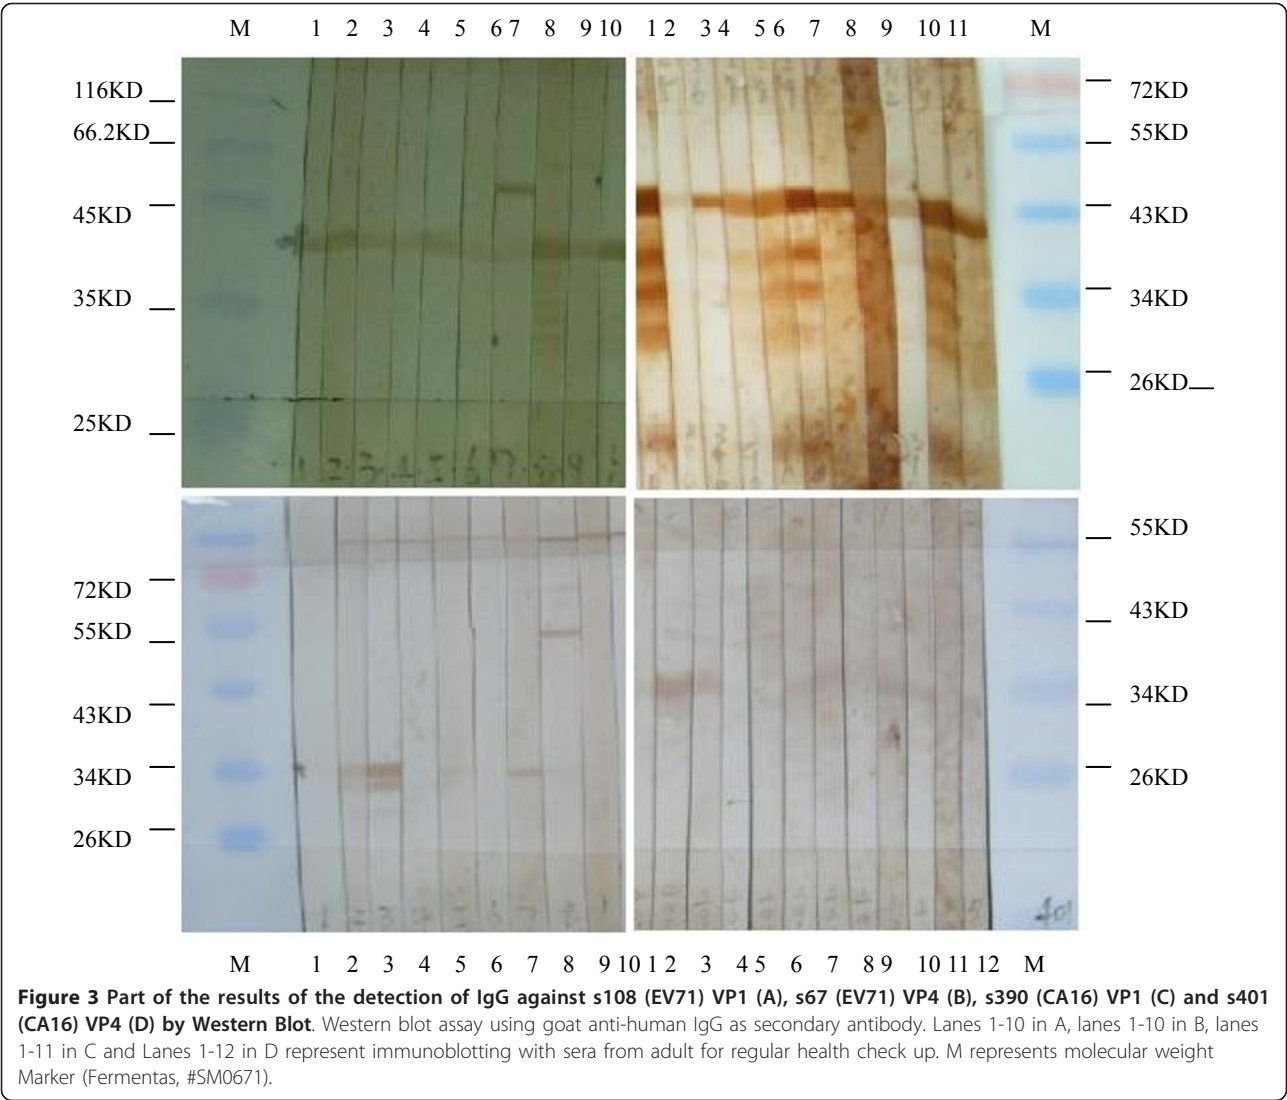 M 1 2 3 4 5 6 7 8 9 10 1 2 3 4 5 6 7 8 9 10 11 M
116KD
66.2KD
45KD
35KD
25KD
72KD
55KD
43KD
34KD
26KD
72KD
55KD
43KD
34KD
26KD
55KD
43KD
34KD
26KD
401
M 1 2 3 4 5 6 7 8 9 10 1 2 3 4 5 6 7 8 9 10 11 12 M
Figure 3 Part of the results of the detection of IgG against s108 (EV71) VP1 (A), s67 (EV71) VP4 (B), s390 (CA16) VP1 (C) and s401
(CA16) VP4 (D) by Western Blot. Western blot assay using goat anti-human IgG as secondary antibody. Lanes 1-10 in A, lanes 1-10 in B, lanes
1-11 in C and Lanes 1-12 in D represent immunoblotting with sera from adult for regular health check up. M represents molecular weight
Marker (Fermentas, #SM0671).